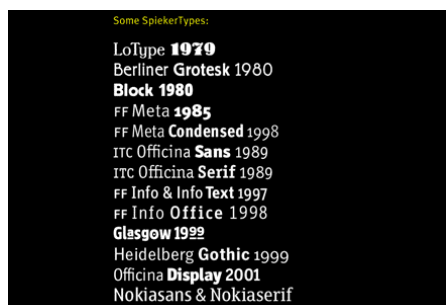 Some SpiekerTypes:
LoType 1979
Berliner Grotesk 1980
Block 1980
FF Meta 1985
FF Meta Condensed 1998
ITC Officina Sans 1989
ITC Officina Serif 1989
FF Info & Info Text 1997
FF Info Office 1998
Glasgow 1999
Heidelberg Gothic 1999
Officina Display 2001
Nokiasans & Nokiaserif